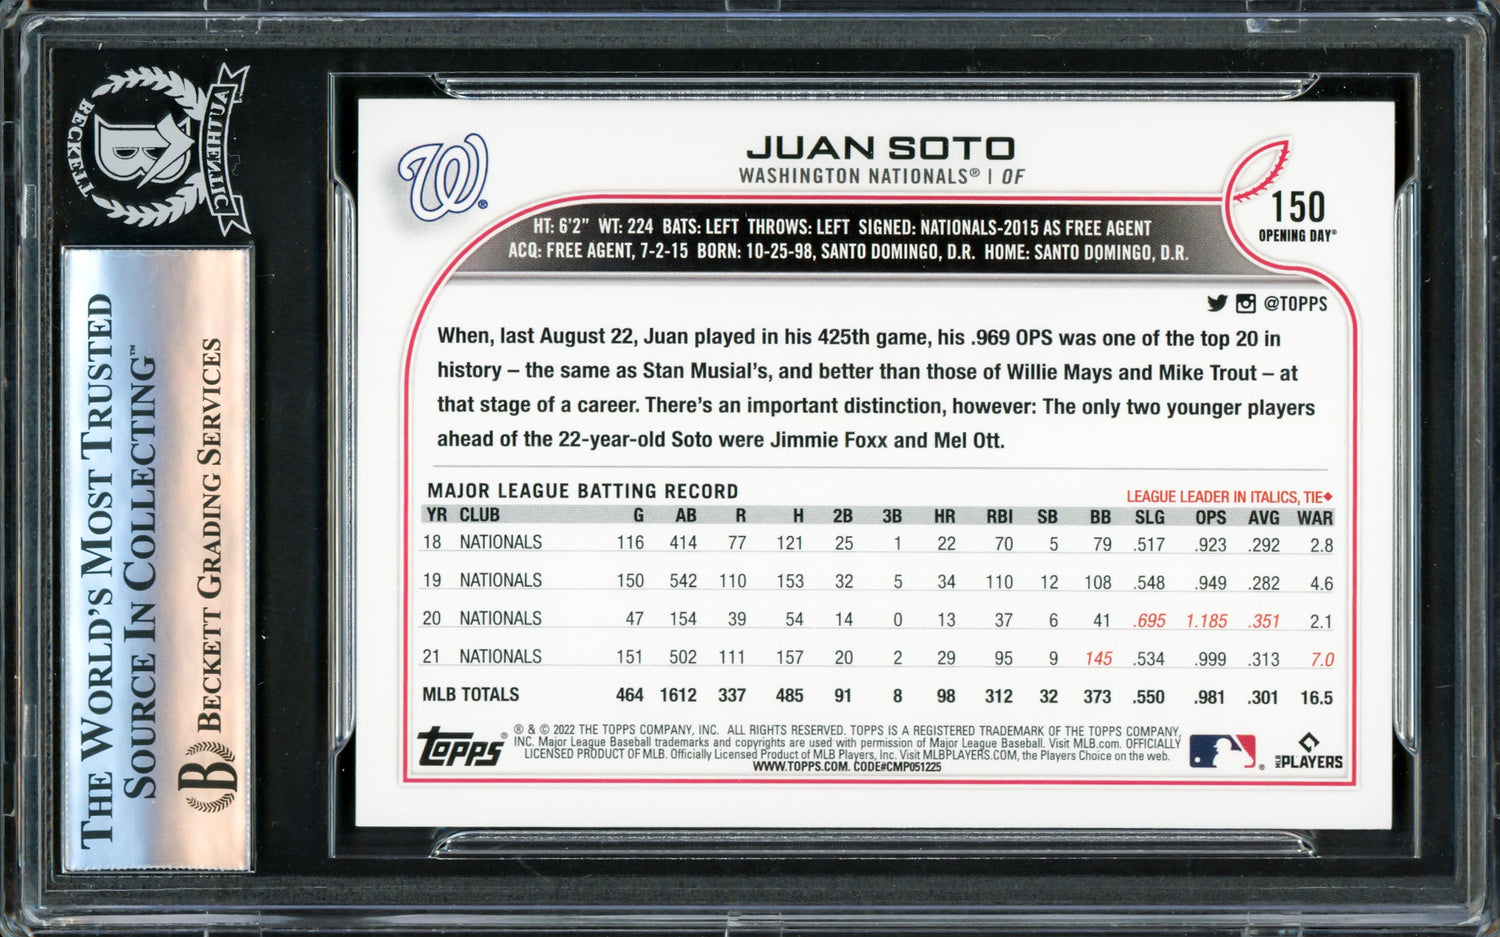 BECKETT
AUTHENTIC
THE WORLD'S MOST TRUSTED
SOURCE IN COLLECTING™
BECKETT GRADING SERVICES
JUAN SOTO
WASHINGTON NATIONALS® | OF
150
OPENING DAY®
HT: 6'2" WT: 224 BATS: LEFT THROWS: LEFT SIGNED: NATIONALS-2015 AS FREE AGENT
ACQ: FREE AGENT, 7-2-15 BORN: 10-25-98, SANTO DOMINGO, D.R. HOME: SANTO DOMINGO, D.R.
@TOPPS
When, last August 22, Juan played in his 425th game, his .969 OPS was one of the top 20 in
history – the same as Stan Musial's, and better than those of Willie Mays and Mike Trout – at
that stage of a career. There's an important distinction, however: The only two younger players
ahead of the 22-year-old Soto were Jimmie Foxx and Mel Ott.
MAJOR LEAGUE BATTING RECORD
LEAGUE LEADER IN ITALICS, TIE♦
YR CLUB G AB R H 2B 3B HR RBI SB BB SLG OPS AVG WAR
18 NATIONALS 116 414 77 121 25 1 22 70 5 79 .517 .923 .292 2.8
19 NATIONALS 150 542 110 153 32 5 34 110 12 108 .548 .949 .282 4.6
20 NATIONALS 47 154 39 54 14 0 13 37 6 41 .695 1.185 .351 2.1
21 NATIONALS 151 502 111 157 20 2 29 95 9 145 .534 .999 .313 7.0
MLB TOTALS 464 1612 337 485 91 8 98 312 32 373 .550 .981 .301 16.5
topps®
® & © 2022 THE TOPPS COMPANY, INC. ALL RIGHTS RESERVED. TOPPS IS A REGISTERED TRADEMARK OF THE TOPPS COMPANY,
INC. Major League Baseball trademarks and copyrights are used with permission of Major League Baseball. Visit MLB.com. OFFICIALLY
LICENSED PRODUCT OF MLB. Officially Licensed Product of MLB Players, Inc. Visit MLBPLAYERS.COM, the Players Choice on the web.
WWW.TOPPS.COM. CODE#CMP051225
MLB PLAYERS